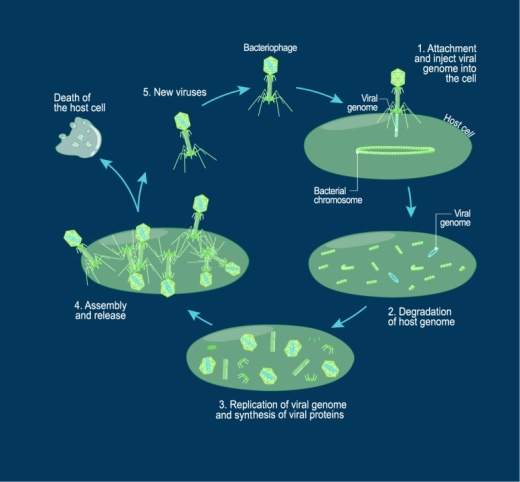 Bacteriophage
1. Attachment
and inject viral
genome into
the cell
Viral
genome
Host cell
Bacterial
chromosome
Viral
genome
2. Degradation
of host genome
3. Replication of viral genome
and synthesis of viral proteins
4. Assembly
and release
Death of
the host cell
5. New viruses